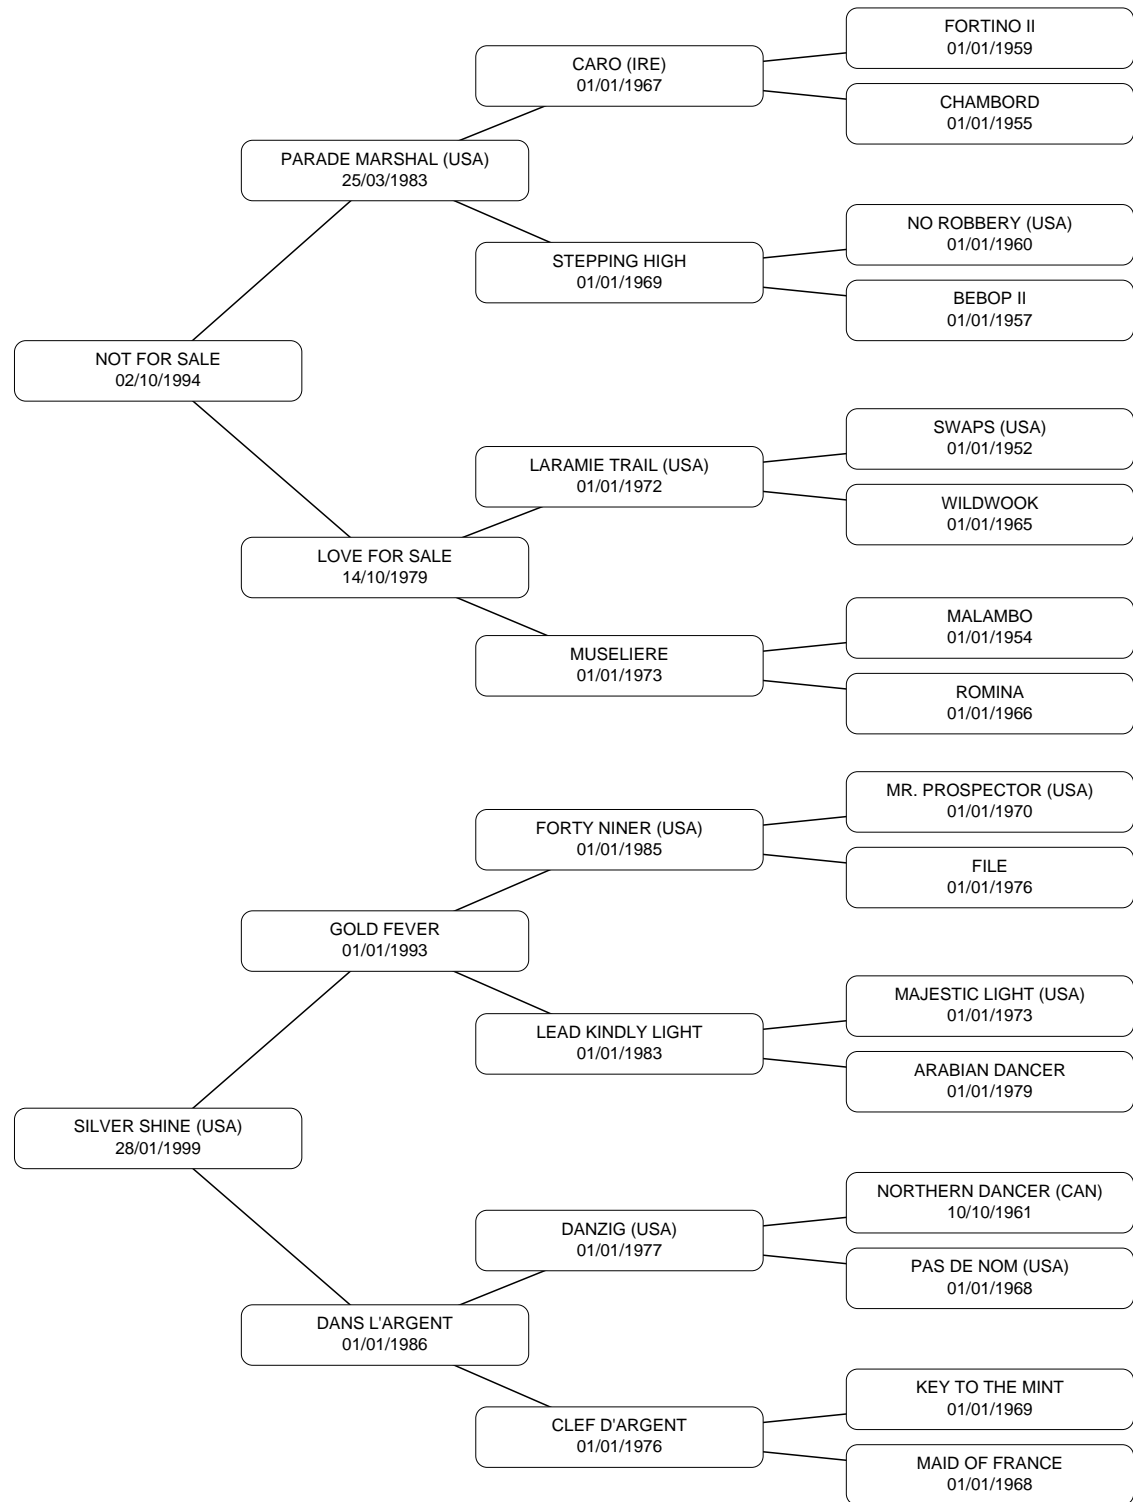 FORTINO II
01/01/1959
CARO (IRE)
01/01/1967
CHAMBORD
01/01/1955
PARADE MARSHAL (USA)
25/03/1983
NO ROBBERY (USA)
01/01/1960
STEPPING HIGH
01/01/1969
BEBOP II
01/01/1957
NOT FOR SALE
02/10/1994
SWAPS (USA)
01/01/1952
LARAMIE TRAIL (USA)
01/01/1972
WILDWOOK
01/01/1965
LOVE FOR SALE
14/10/1979
MALAMBO
01/01/1954
MUSELIERE
01/01/1973
ROMINA
01/01/1966
MR. PROSPECTOR (USA)
01/01/1970
FORTY NINER (USA)
01/01/1985
FILE
01/01/1976
GOLD FEVER
01/01/1993
MAJESTIC LIGHT (USA)
01/01/1973
LEAD KINDLY LIGHT
01/01/1983
ARABIAN DANCER
01/01/1979
SILVER SHINE (USA)
28/01/1999
NORTHERN DANCER (CAN)
10/10/1961
DANZIG (USA)
01/01/1977
PAS DE NOM (USA)
01/01/1968
DANS L'ARGENT
01/01/1986
KEY TO THE MINT
01/01/1969
CLEF D'ARGENT
01/01/1976
MAID OF FRANCE
01/01/1968